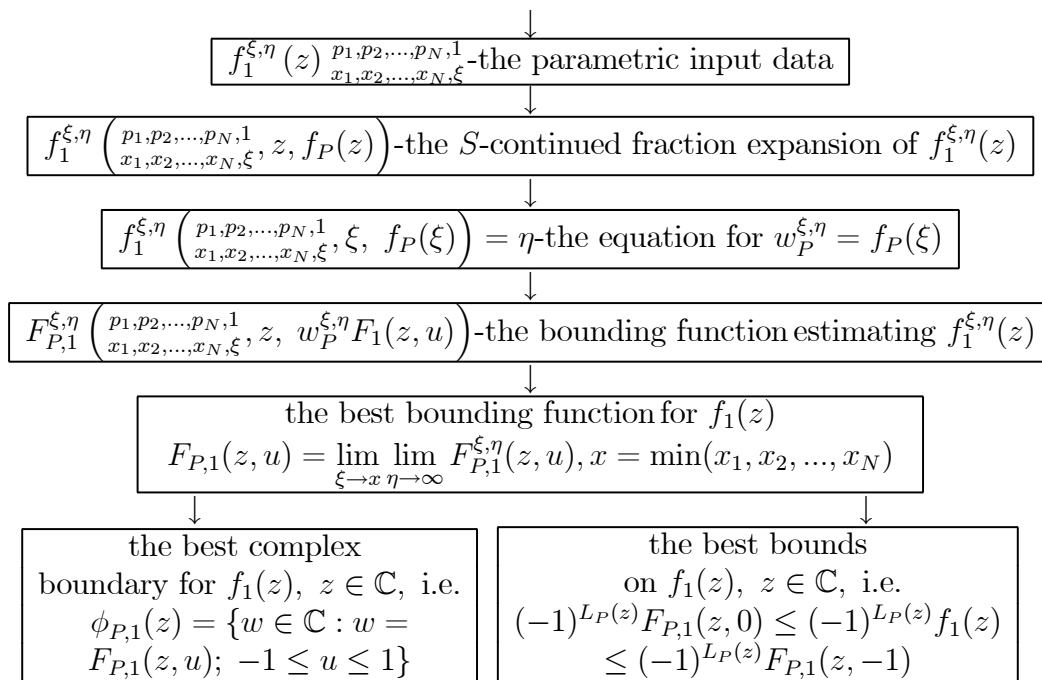 f_1^{ξ,η}(z) ^{p_1,p_2,...,p_N,1}_{x_1,x_2,...,x_N,ξ}-the parametric input data
f_1^{ξ,η}(^{p_1,p_2,...,p_N,1}_{x_1,x_2,...,x_N,ξ}, z, f_P(z))-the S-continued fraction expansion of f_1^{ξ,η}(z)
f_1^{ξ,η}(^{p_1,p_2,...,p_N,1}_{x_1,x_2,...,x_N,ξ}, ξ, f_P(ξ)) = η-the equation for w_P^{ξ,η} = f_P(ξ)
F_{P,1}^{ξ,η}(^{p_1,p_2,...,p_N,1}_{x_1,x_2,...,x_N,ξ}, z, w_P^{ξ,η}F_1(z, u))-the bounding function estimating f_1^{ξ,η}(z)
the best bounding function for f_1(z)
F_{P,1}(z, u) = lim_{ξ→x} lim_{η→∞} F_{P,1}^{ξ,η}(z, u), x = min(x_1, x_2, ..., x_N)
the best complex
boundary for f_1(z), z ∈ ℂ, i.e.
ϕ_{P,1}(z) = {w ∈ ℂ : w =
F_{P,1}(z, u); −1 ≤ u ≤ 1}
the best bounds
on f_1(z), z ∈ ℂ, i.e.
(−1)^{L_P(z)}F_{P,1}(z, 0) ≤ (−1)^{L_P(z)}f_1(z)
≤ (−1)^{L_P(z)}F_{P,1}(z, −1)